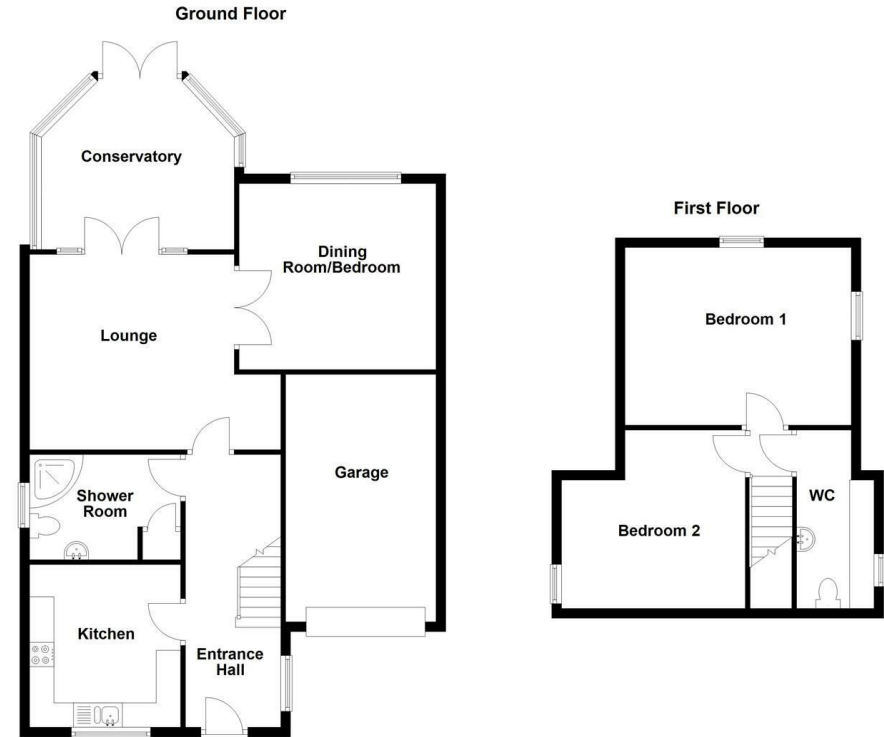 Ground Floor
Conservatory
Dining
Room/Bedroom
Lounge
Shower
Room
Garage
Kitchen
Entrance
Hall
First Floor
Bedroom 1
Bedroom 2
WC